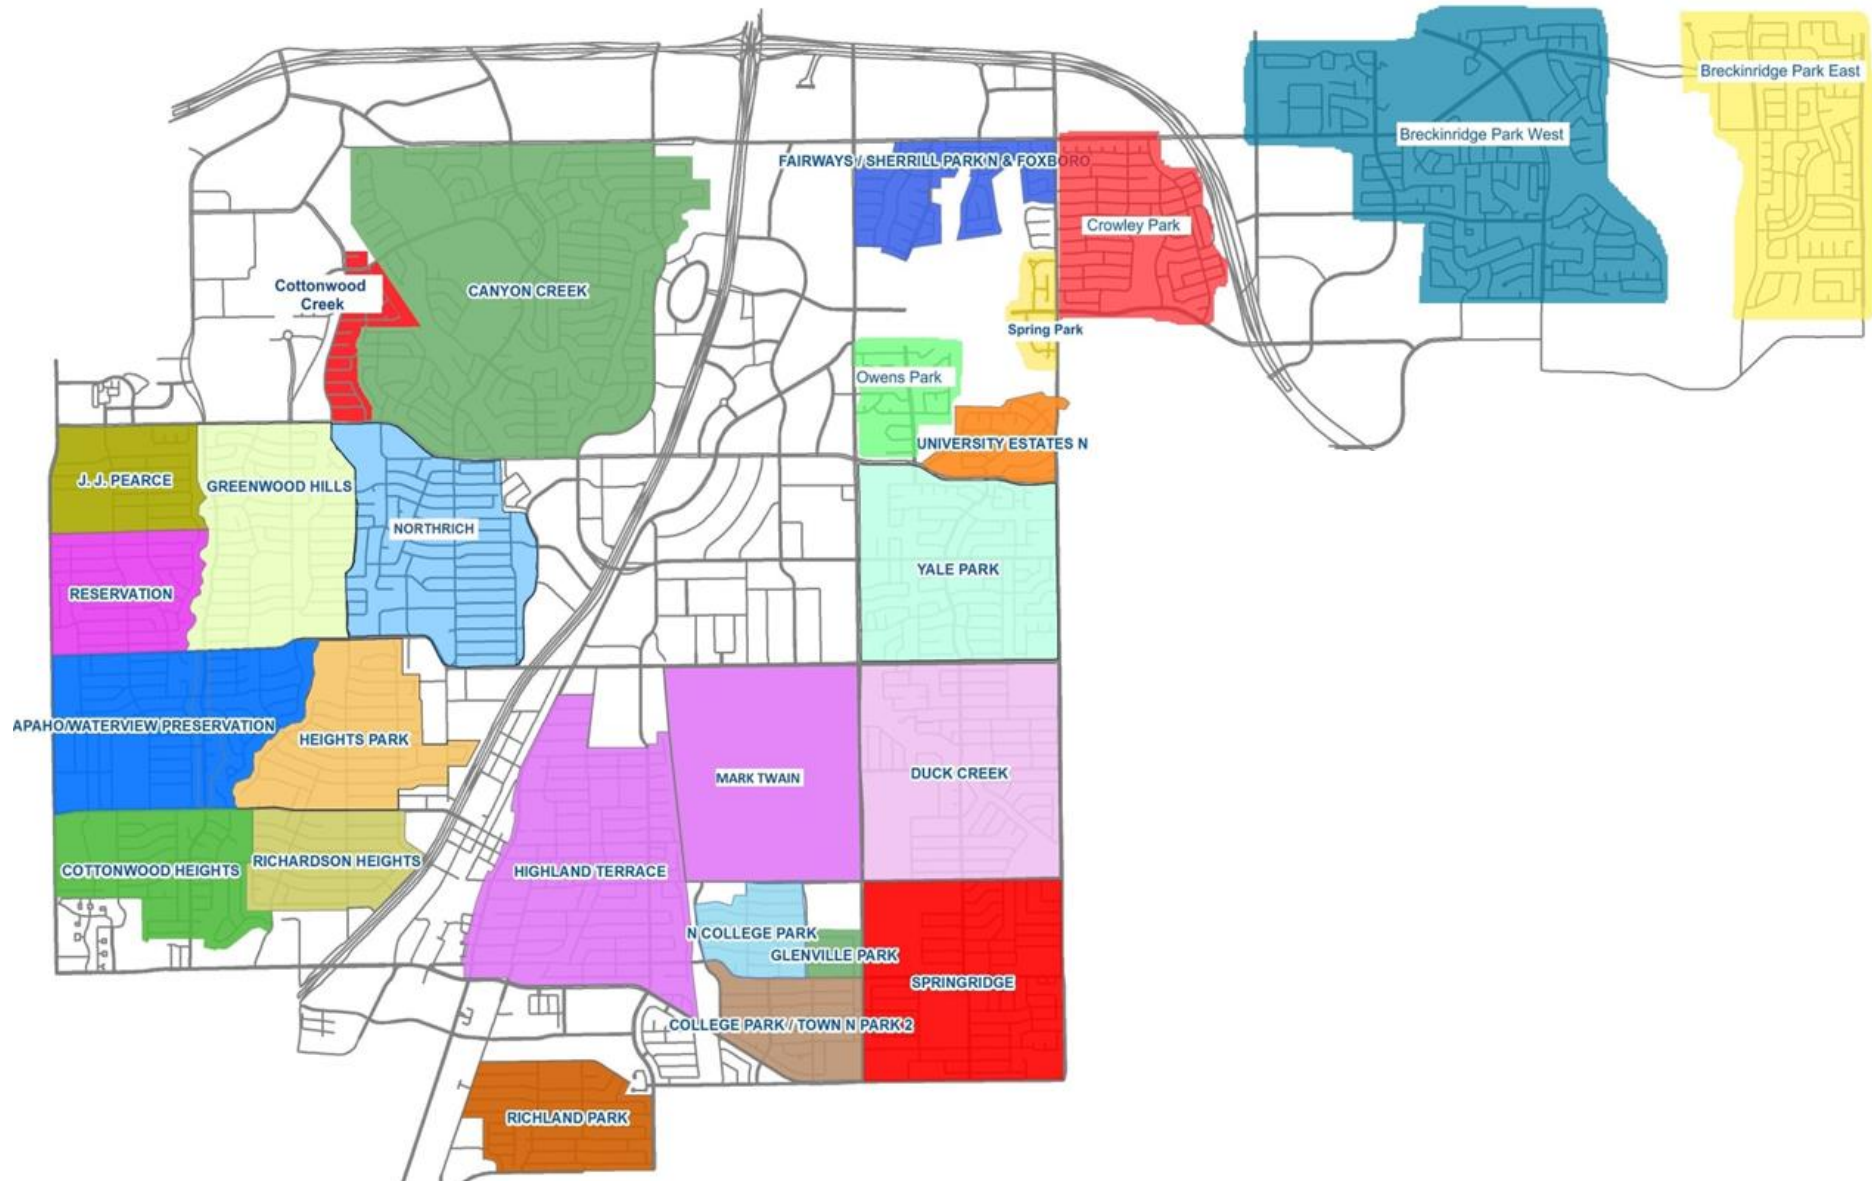 Breckinridge Park East
Breckinridge Park West
FAIRWAYS / SHERRILL PARK N & FOXBORO
Crowley Park
Cottonwood
Creek
CANYON CREEK
Spring Park
Owens Park
UNIVERSITY ESTATES N
J. J. PEARCE
GREENWOOD HILLS
NORTHRICH
YALE PARK
RESERVATION
APAHO/WATERVIEW PRESERVATION
HEIGHTS PARK
MARK TWAIN
DUCK CREEK
COTTONWOOD HEIGHTS
RICHARDSON HEIGHTS
HIGHLAND TERRACE
N COLLEGE PARK
GLENVILLE PARK
SPRINGRIDGE
COLLEGE PARK / TOWN N PARK 2
RICHLAND PARK